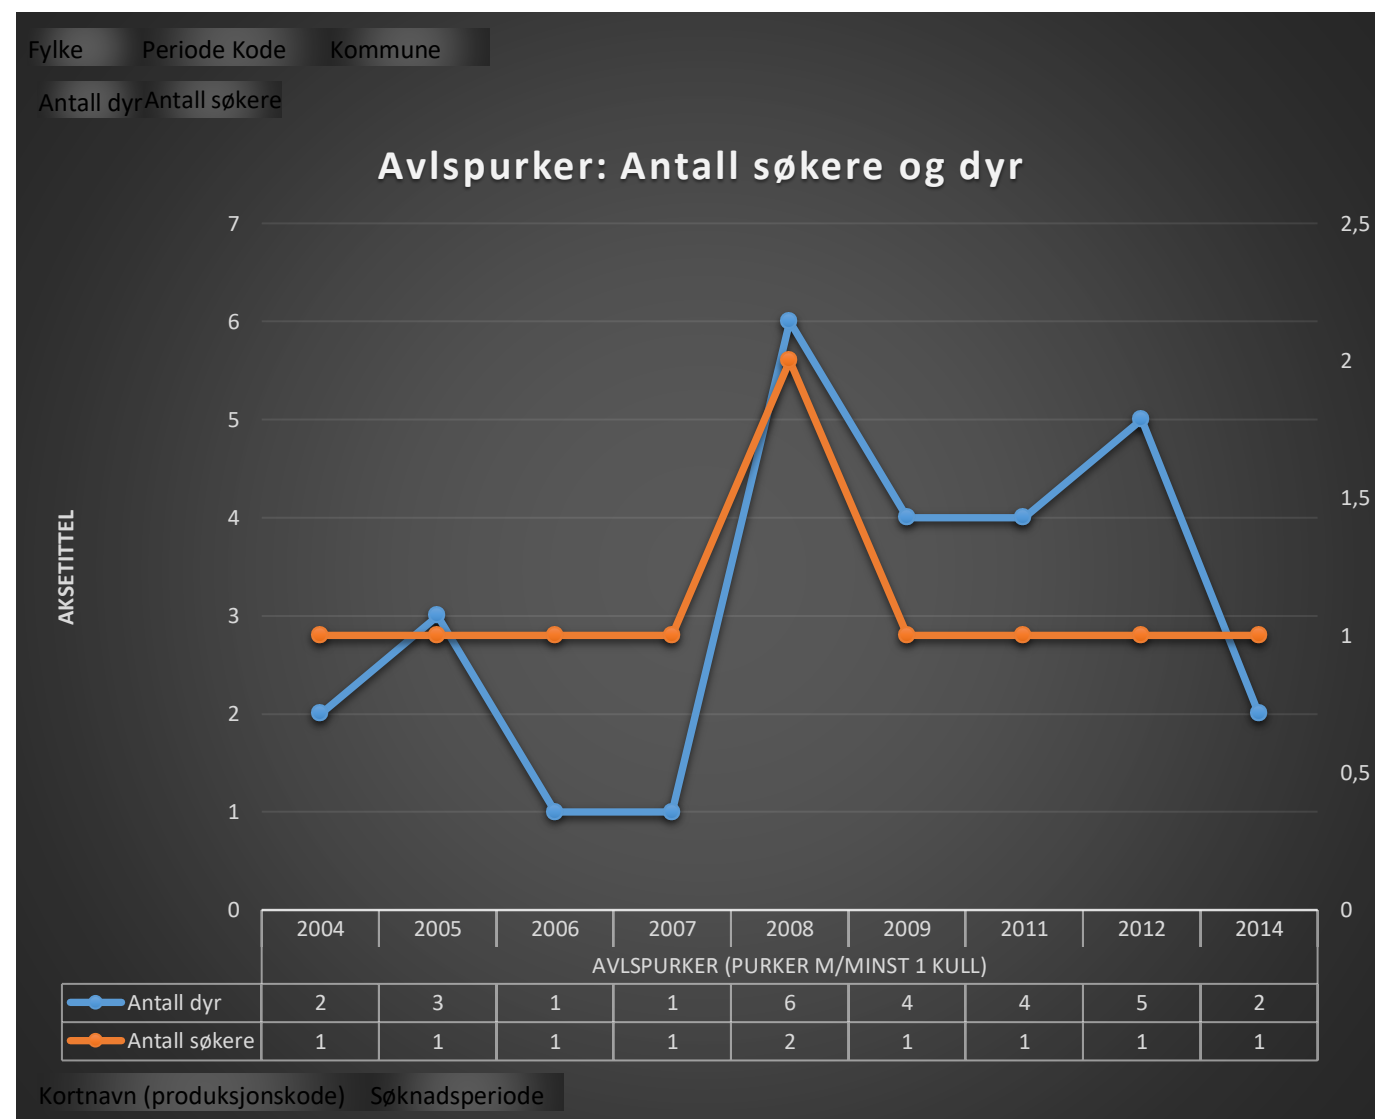 Fylke Periode Kode Kommune
Antall dyr Antall søkere
Avlspurker: Antall søkere og dyr
7 2,5
6
2
5
1,5
4
AKSETITTEL
3
1
2
0,5
1
0 0
2004 2005 2006 2007 2008 2009 2011 2012 2014
AVLSPURKER (PURKER M/MINST 1 KULL)
Antall dyr 2 3 1 1 6 4 4 5 2
Antall søkere 1 1 1 1 2 1 1 1 1
Kortnavn (produksjonskode) Søknadsperiode